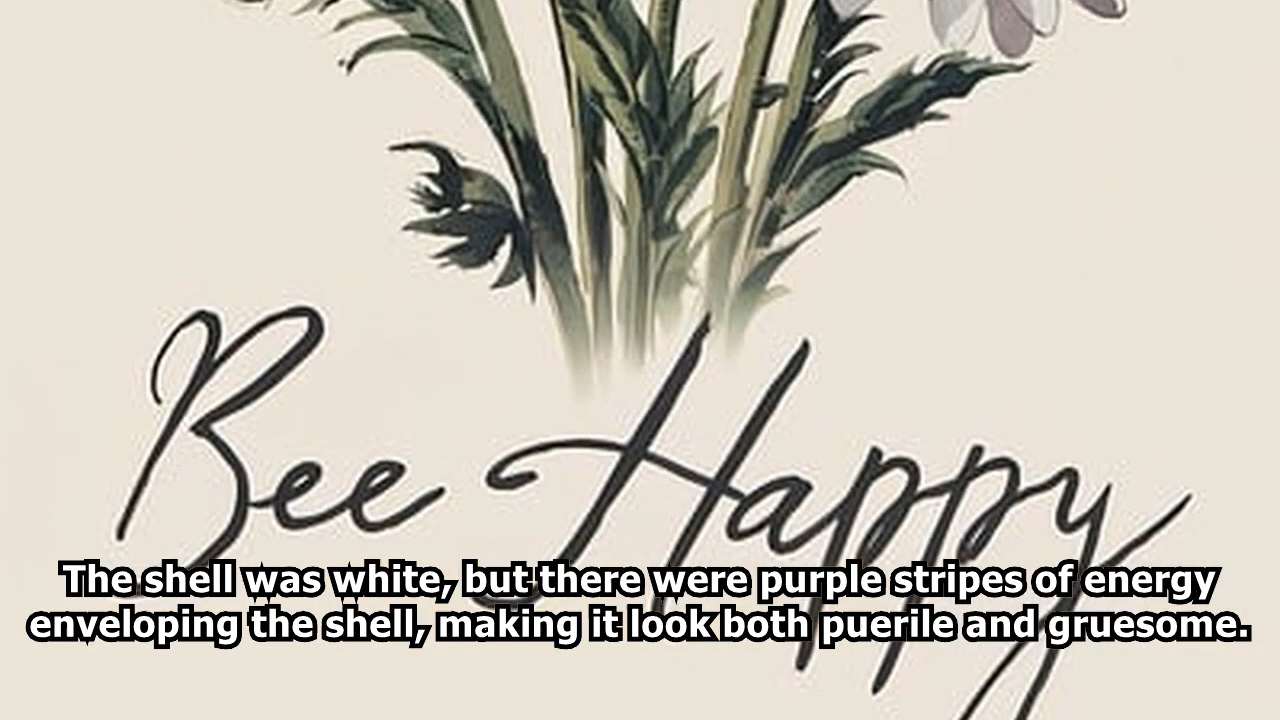 Bee Happy
The shell was white, but there were purple stripes of energy
enveloping the shell, making it look both puerile and gruesome.